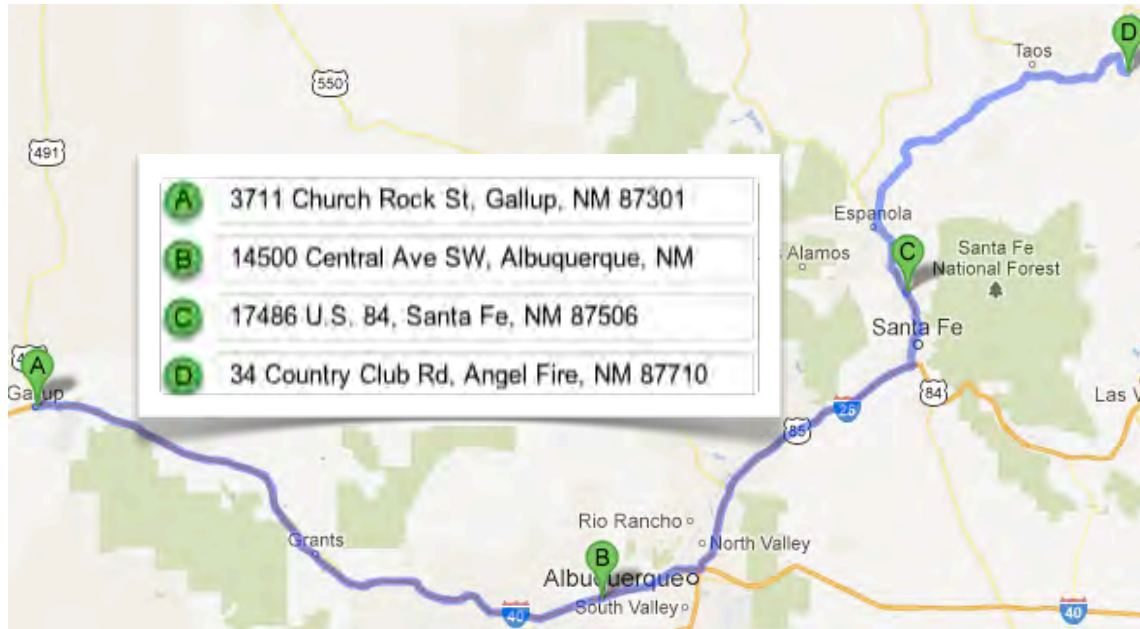 D
Taos
550
491
A 3711 Church Rock St, Gallup, NM 87301
B 14500 Central Ave SW, Albuquerque, NM
C 17486 U.S. 84, Santa Fe, NM 87506
D 34 Country Club Rd, Angel Fire, NM 87710
Espanola
C
Alamos
Santa Fe
National Forest
Santa Fe
A
Gallup
84
Las V
25
85
Rio Rancho
North Valley
Grants
B
Albuquerque
South Valley
40
40